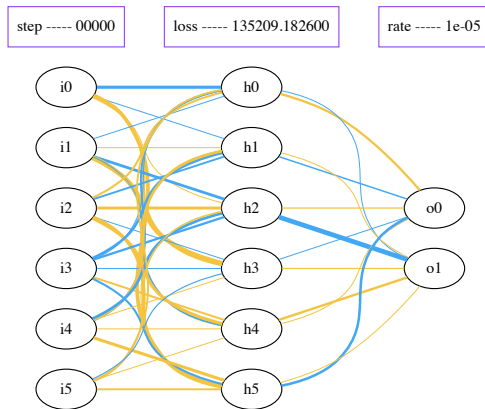 step ----- 00000 loss ----- 135209.182600 rate ----- 1e-05
i0 h0
i1 h1
i2 h2 o0
i3 h3 o1
i4 h4
i5 h5